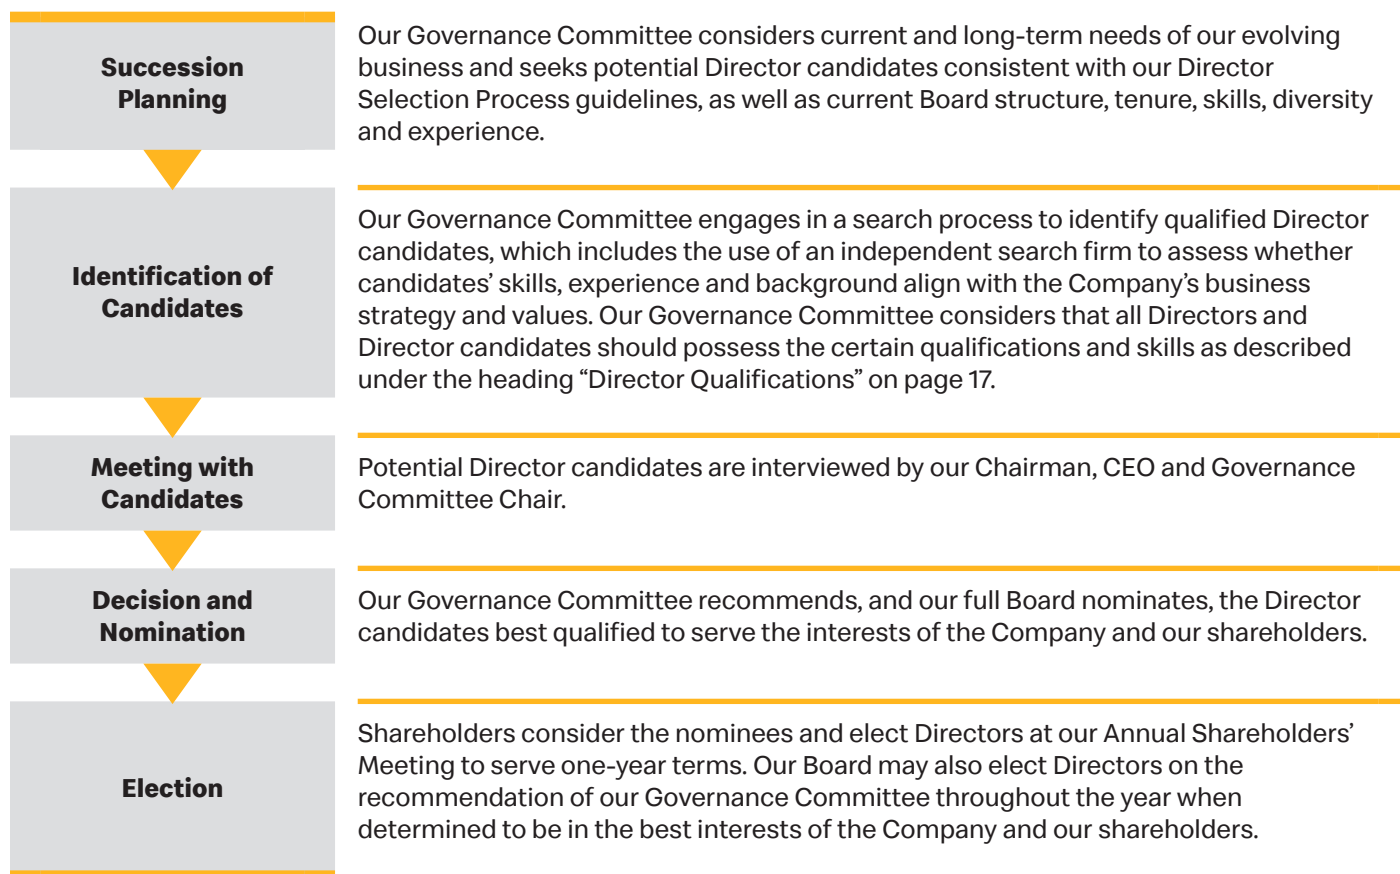 Succession
Planning
Our Governance Committee considers current and long-term needs of our evolving
business and seeks potential Director candidates consistent with our Director
Selection Process guidelines, as well as current Board structure, tenure, skills, diversity
and experience.
Identification of
Candidates
Our Governance Committee engages in a search process to identify qualified Director
candidates, which includes the use of an independent search firm to assess whether
candidates’ skills, experience and background align with the Company’s business
strategy and values. Our Governance Committee considers that all Directors and
Director candidates should possess the certain qualifications and skills as described
under the heading “Director Qualifications” on page 17.
Meeting with
Candidates
Potential Director candidates are interviewed by our Chairman, CEO and Governance
Committee Chair.
Decision and
Nomination
Our Governance Committee recommends, and our full Board nominates, the Director
candidates best qualified to serve the interests of the Company and our shareholders.
Election
Shareholders consider the nominees and elect Directors at our Annual Shareholders’
Meeting to serve one-year terms. Our Board may also elect Directors on the
recommendation of our Governance Committee throughout the year when
determined to be in the best interests of the Company and our shareholders.